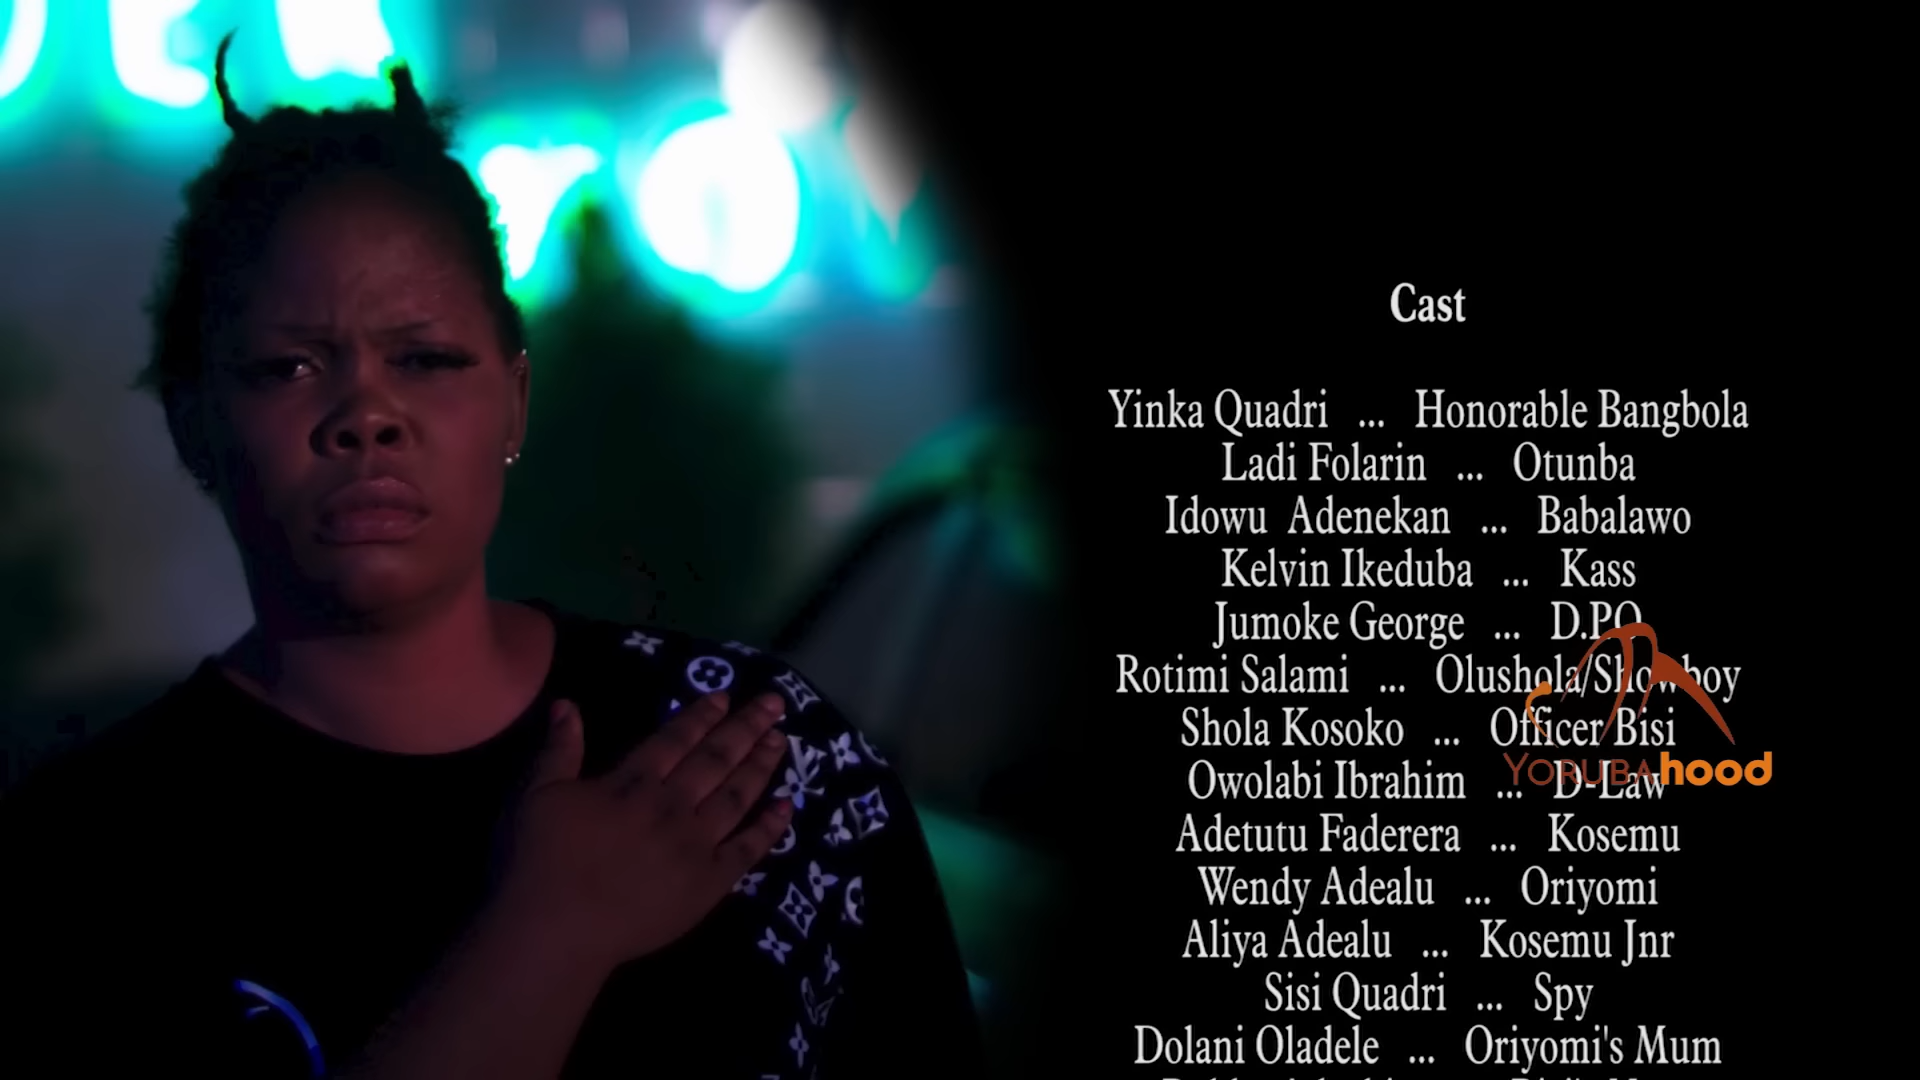 Cast
Yinka Quadri ... Honorable Bangbola
Ladi Folarin ... Otunba
Idowu Adenekan ... Babalawo
Kelvin Ikeduba ... Kass
Jumoke George ... D.PO
Rotimi Salami ... Olushola/Showboy
Shola Kosoko ... Officer Bisi
YORUBAhood
Owolabi Ibrahim ... D-Law
Adetutu Faderera ... Kosemu
Wendy Adealu ... Oriyomi
Aliya Adealu ... Kosemu Jnr
Sisi Quadri ... Spy
Dolani Oladele ... Oriyomi's Mum